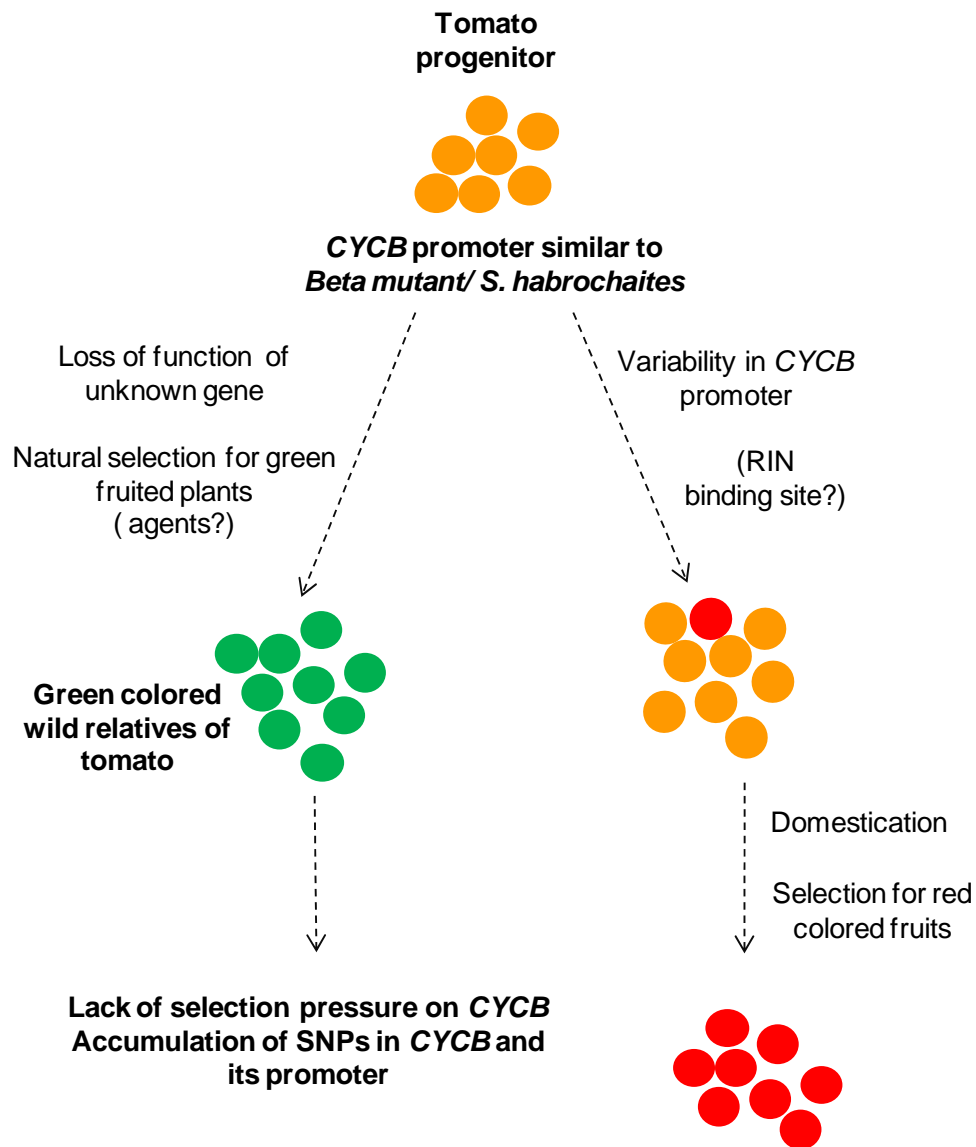 Tomato
progenitor
CYCB promoter similar to
Beta mutant/ S. habrochaites
Loss of function of
unknown gene
Natural selection for green
fruited plants
( agents?)
Variability in CYCB
promoter
(RIN
binding site?)
Green colored
wild relatives of
tomato
Domestication
Selection for red
colored fruits
Lack of selection pressure on CYCB
Accumulation of SNPs in CYCB and
its promoter